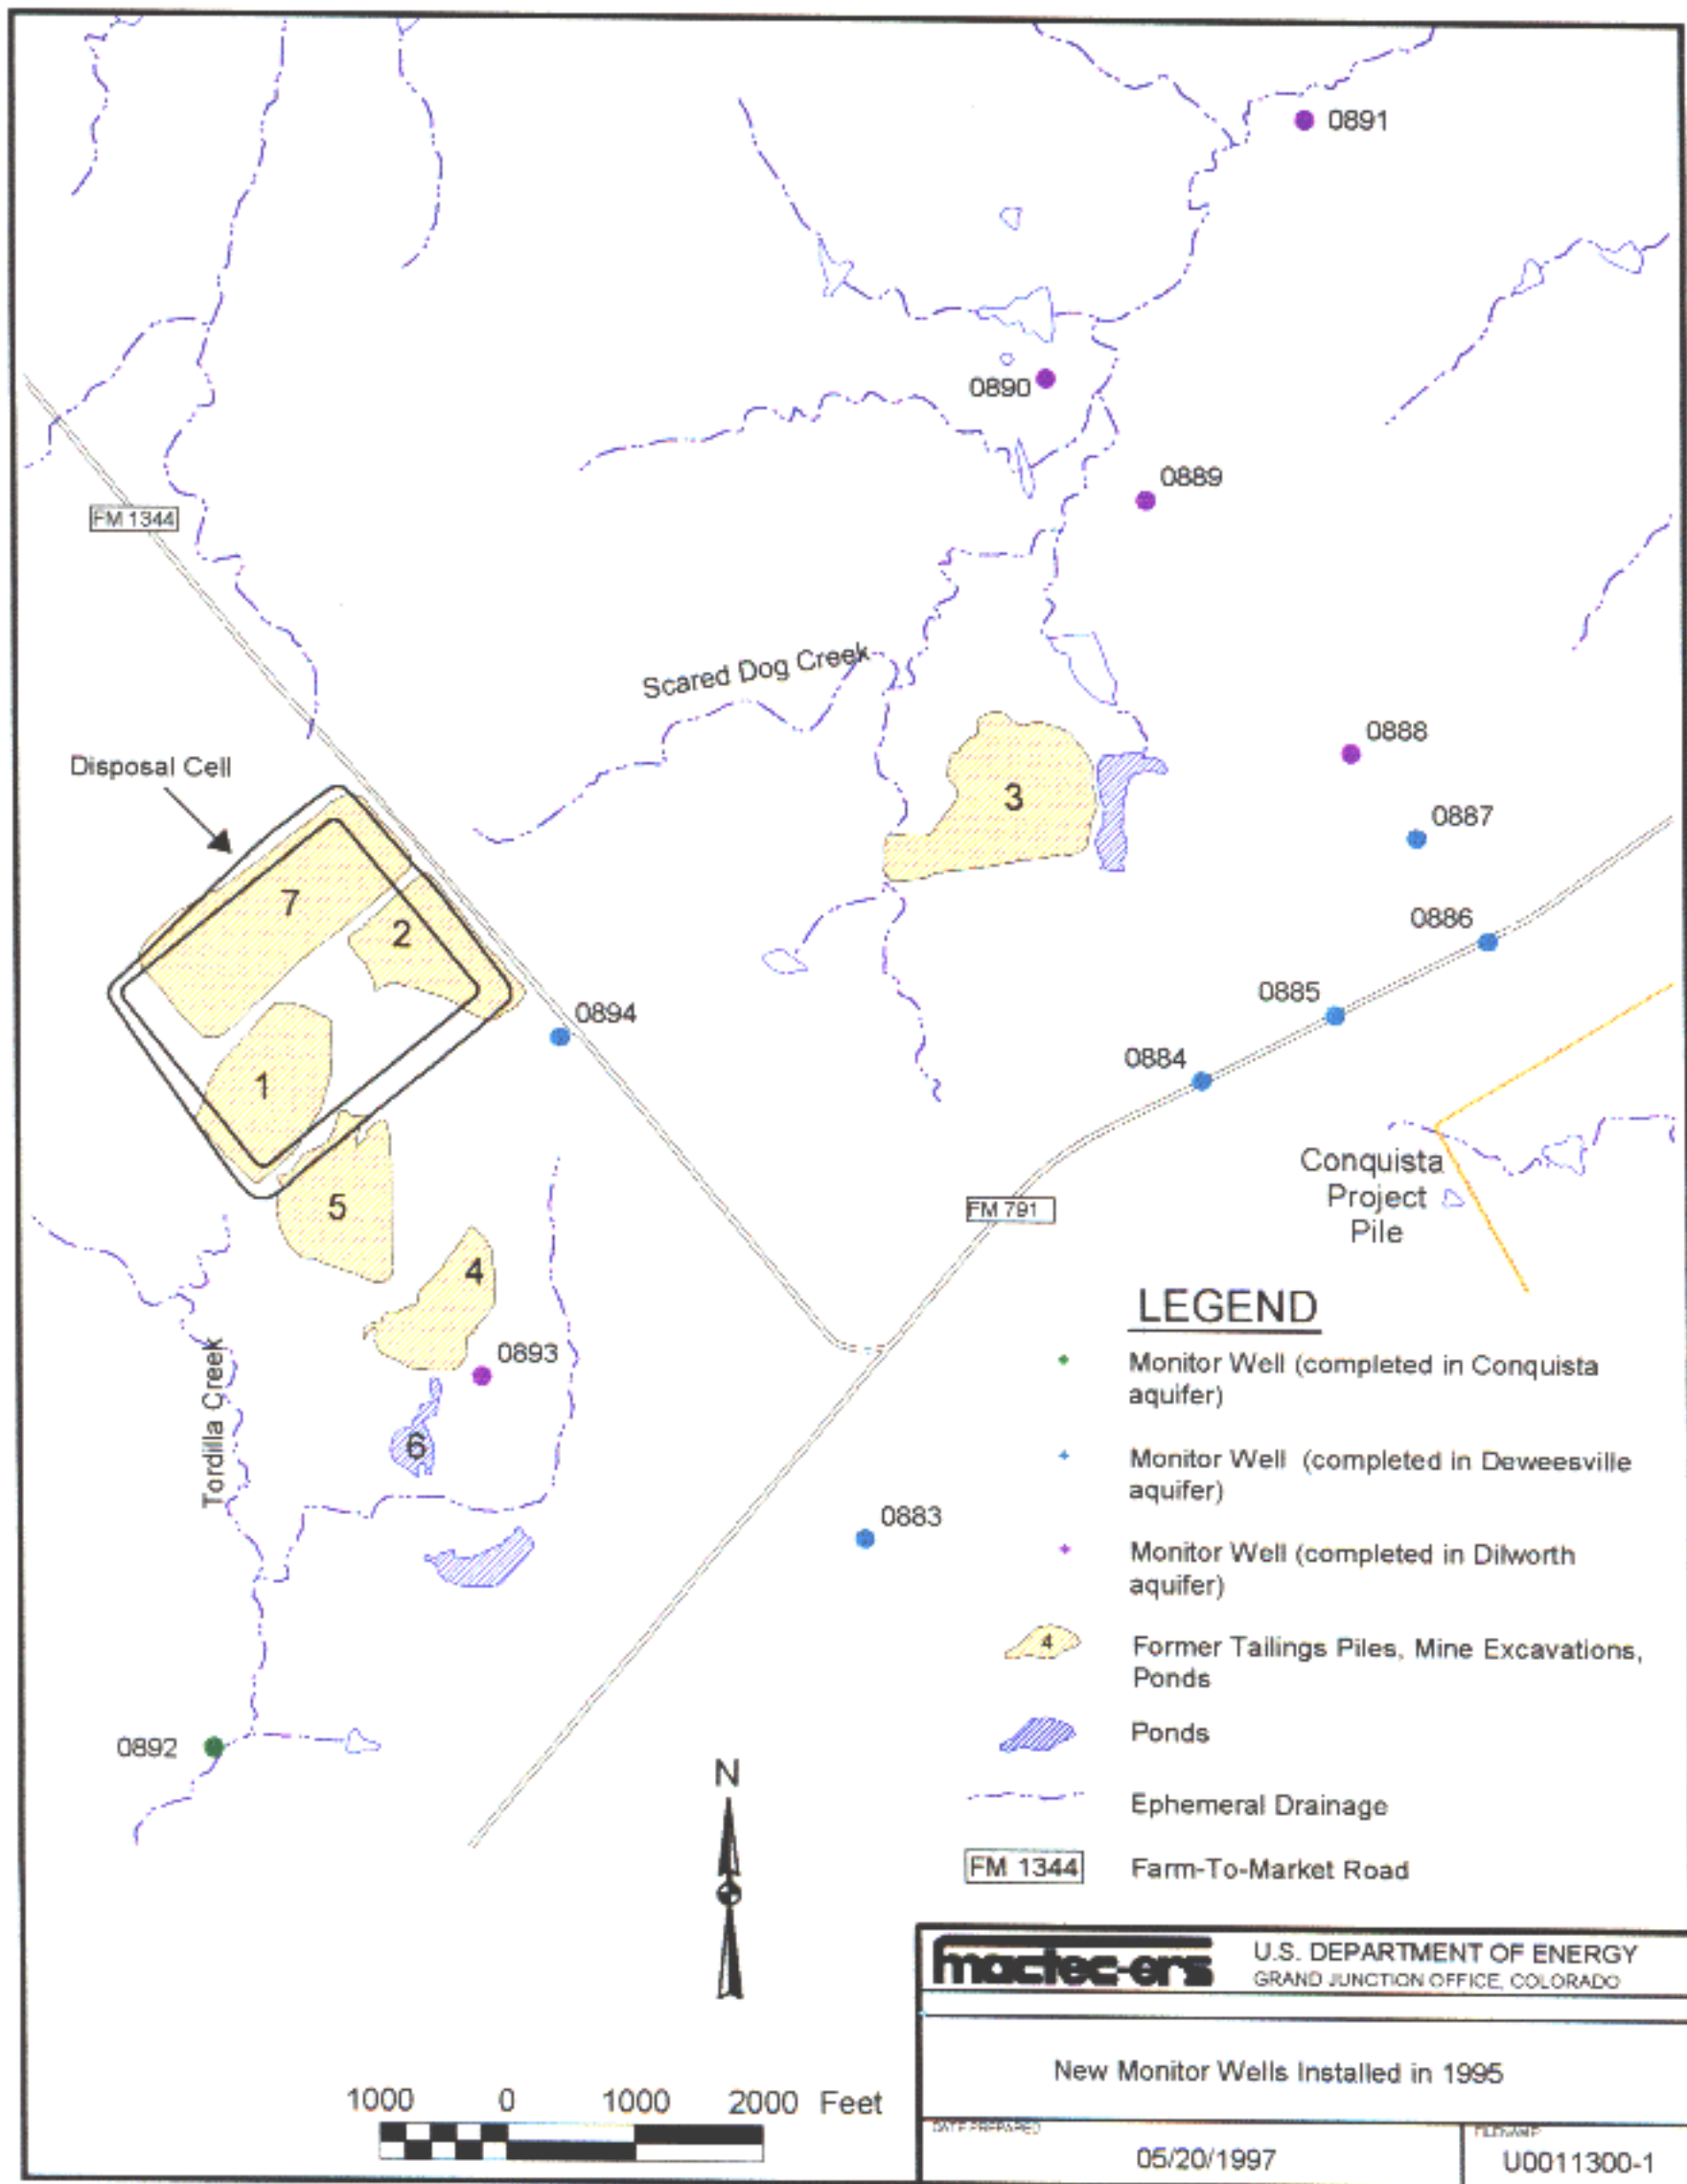 0891
0890
0889
FM 1344
Scared Dog Creek
0888
Disposal Cell
3
0887
7
2
0886
0894
0885
0884
1
Conquista
Project
Pile
5
FM 791
4
LEGEND
0893
Monitor Well (completed in Conquista
aquifer)
Tordilla Creek
6
Monitor Well (completed in Deweesville
aquifer)
0883
Monitor Well (completed in Dilworth
aquifer)
4
Former Tailings Piles, Mine Excavations,
Ponds
Ponds
0892
N
Ephemeral Drainage
FM 1344
Farm-To-Market Road
mactec-ers
U.S. DEPARTMENT OF ENERGY
GRAND JUNCTION OFFICE, COLORADO
New Monitor Wells Installed in 1995
1000 0 1000 2000 Feet
DATE PREPARED
05/20/1997
FILENAME
U0011300-1